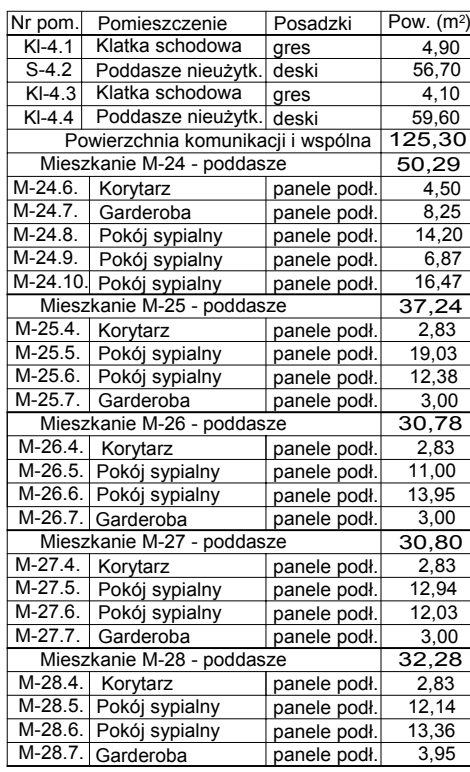 Nr pom. Pomieszczenie Posadzki Pow. (m²)
Kl-4.1 Klatka schodowa gres 4,90
S-4.2 Poddasze nieużytk. deski 56,70
Kl-4.3 Klatka schodowa gres 4,10
Kl-4.4 Poddasze nieużytk. deski 59,60
Powierzchnia komunikacji i wspólna 125,30
Mieszkanie M-24 - poddasze 50,29
M-24.6. Korytarz panele podł. 4,50
M-24.7. Garderoba panele podł. 8,25
M-24.8. Pokój sypialny panele podł. 14,20
M-24.9. Pokój sypialny panele podł. 6,87
M-24.10. Pokój sypialny panele podł. 16,47
Mieszkanie M-25 - poddasze 37,24
M-25.4. Korytarz panele podł. 2,83
M-25.5. Pokój sypialny panele podł. 19,03
M-25.6. Pokój sypialny panele podł. 12,38
M-25.7. Garderoba panele podł. 3,00
Mieszkanie M-26 - poddasze 30,78
M-26.4. Korytarz panele podł. 2,83
M-26.5. Pokój sypialny panele podł. 11,00
M-26.6. Pokój sypialny panele podł. 13,95
M-26.7. Garderoba panele podł. 3,00
Mieszkanie M-27 - poddasze 30,80
M-27.4. Korytarz panele podł. 2,83
M-27.5. Pokój sypialny panele podł. 12,94
M-27.6. Pokój sypialny panele podł. 12,03
M-27.7. Garderoba panele podł. 3,00
Mieszkanie M-28 - poddasze 32,28
M-28.4. Korytarz panele podł. 2,83
M-28.5. Pokój sypialny panele podł. 12,14
M-28.6. Pokój sypialny panele podł. 13,36
M-28.7. Garderoba panele podł. 3,95